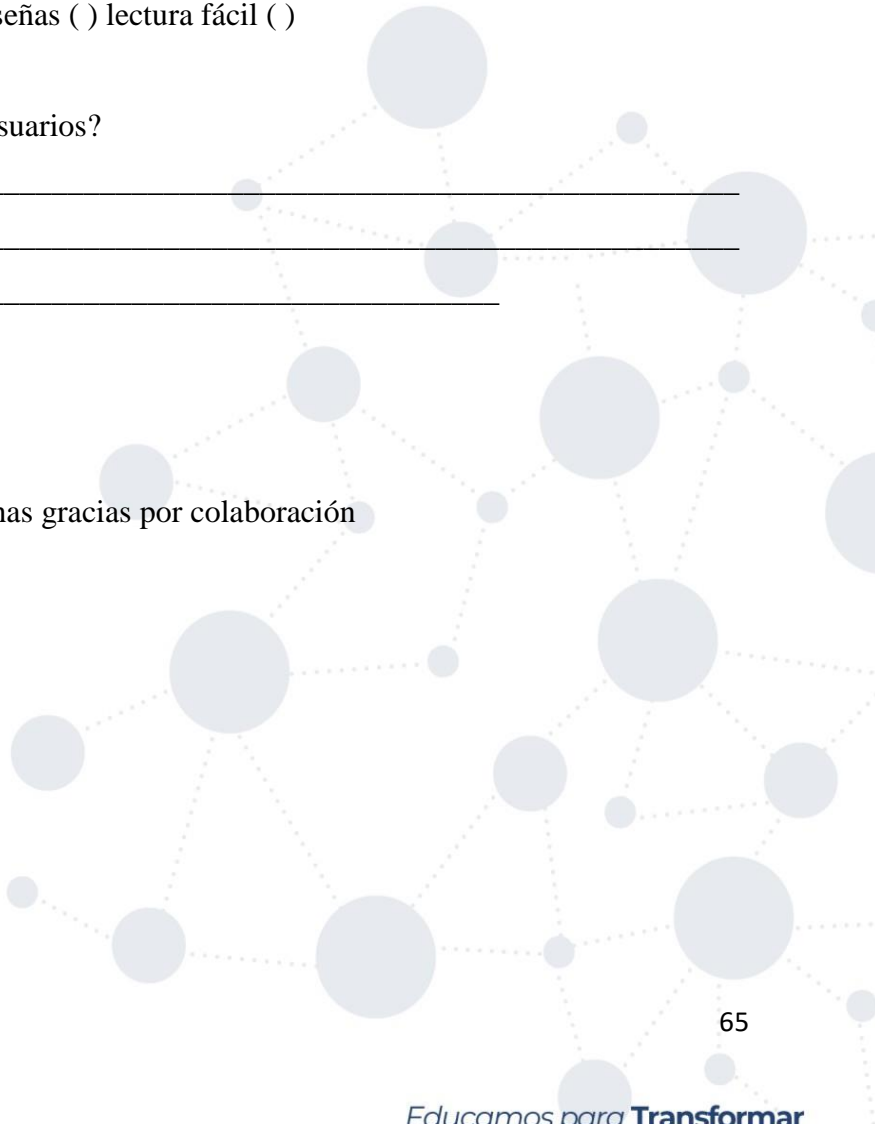 señas ( ) lectura fácil ( )
suarios?
nas gracias por colaboración
65
Educamos para Transformar